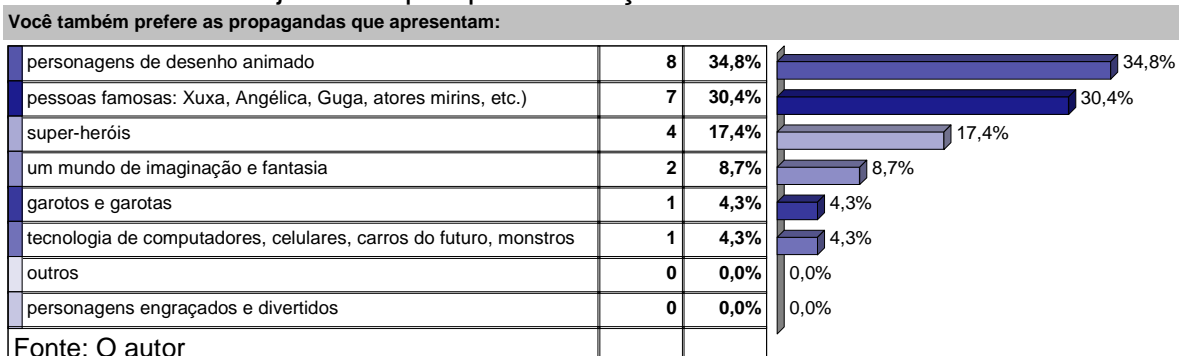 Você também prefere as propagandas que apresentam:
personagens de desenho animado 8 34,8% 34,8%
pessoas famosas: Xuxa, Angélica, Guga, atores mirins, etc.) 7 30,4% 30,4%
super-heróis 4 17,4% 17,4%
um mundo de imaginação e fantasia 2 8,7% 8,7%
garotos e garotas 1 4,3% 4,3%
tecnologia de computadores, celulares, carros do futuro, monstros 1 4,3% 4,3%
outros 0 0,0% 0,0%
personagens engraçados e divertidos 0 0,0% 0,0%
Fonte: O autor